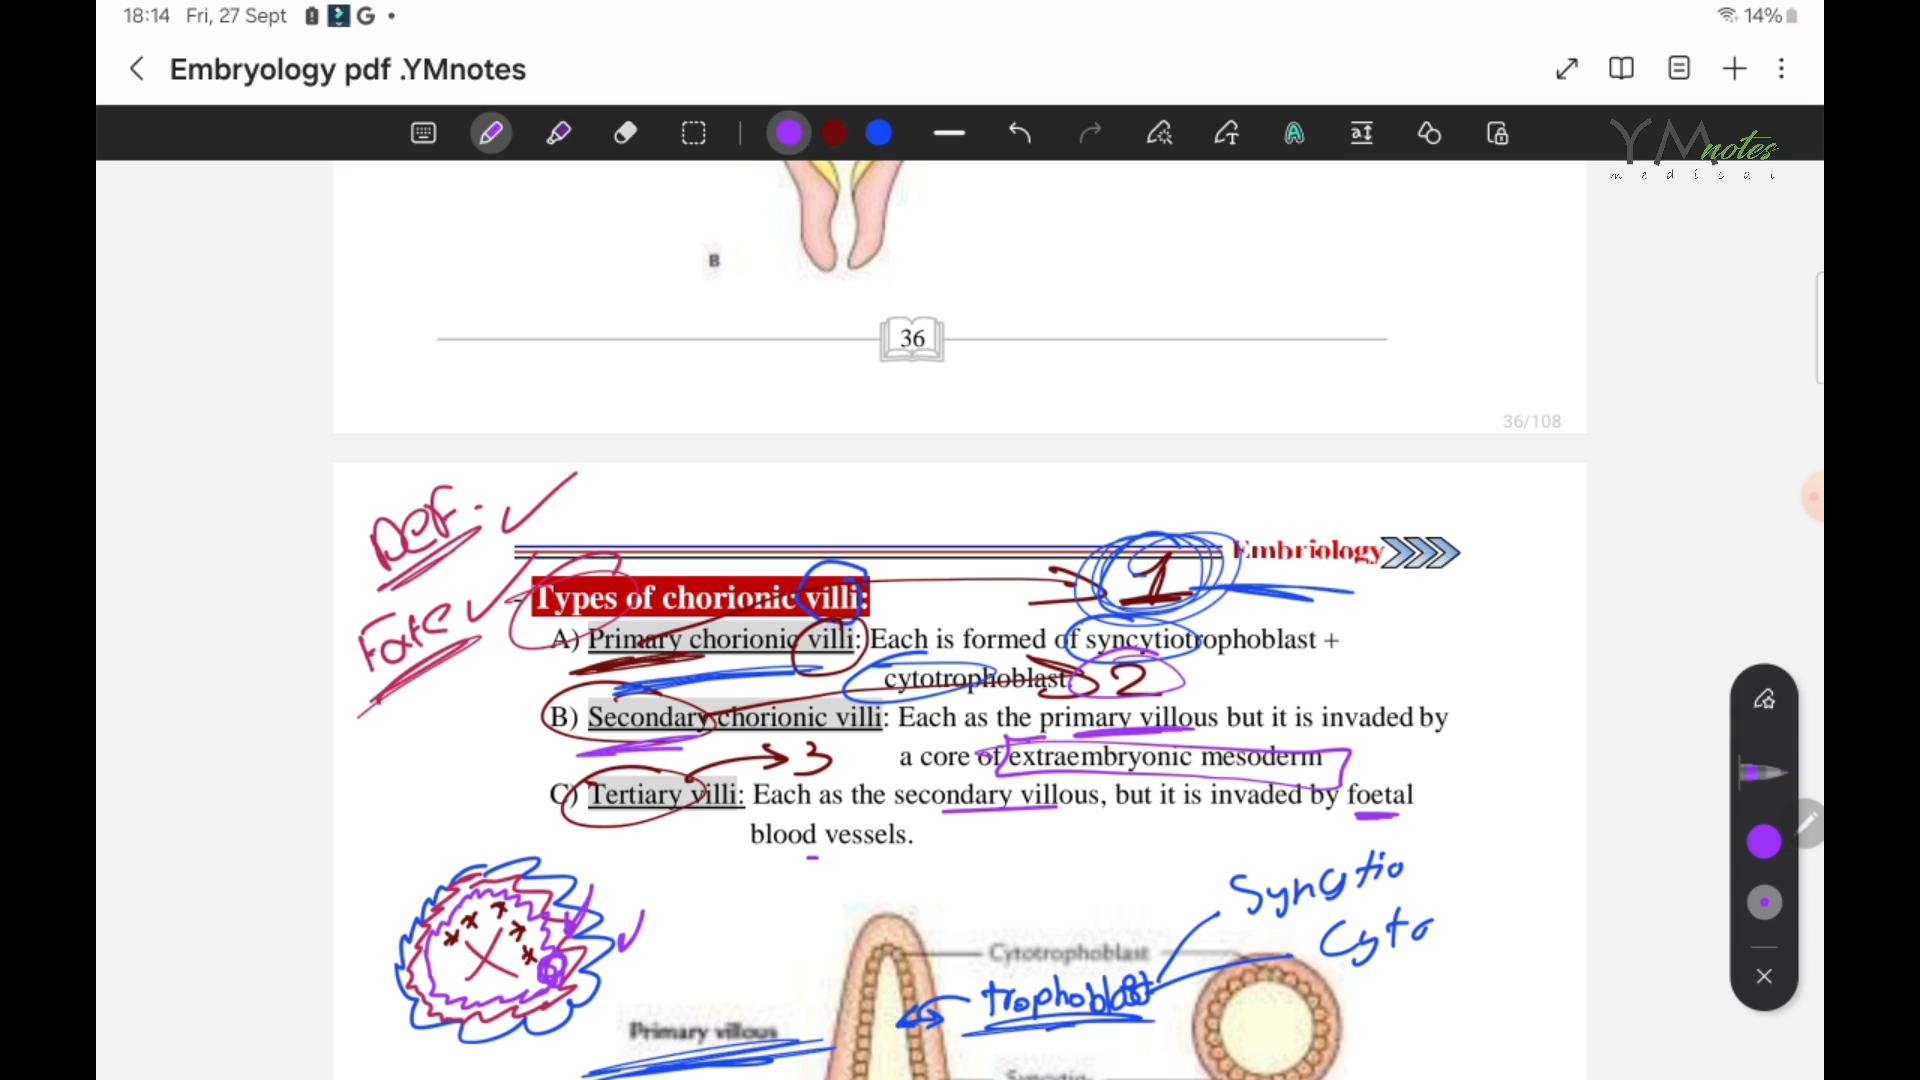 18:14 Fri, 27 Sept G 14%
Embryology pdf .YMnotes
YMnotes
medical
B
36
36/108
Def.
Fate
Embriology
1
- Types of chorionic villi:
A) Primary chorionic villi: Each is formed of syncytiotrophoblast +
cytotrophoblast 2
B) Secondary chorionic villi: Each as the primary villous but it is invaded by
a core of extraembryonic mesoderm
3
C) Tertiary villi: Each as the secondary villous, but it is invaded by foetal
blood vessels.
Syncytio
Cyto
Cytotrophoblast
trophoblast
Primary villous